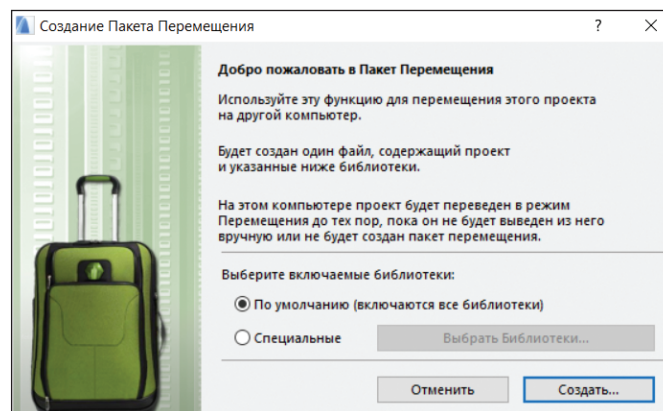 Создание Пакета Перемещения
Добро пожаловать в Пакет Перемещения
Используйте эту функцию для перемещения этого проекта
на другой компьютер.
Будет создан один файл, содержащий проект
и указанные ниже библиотеки.
На этом компьютере проект будет переведен в режим
Перемещения до тех пор, пока он не будет выведен из него
вручную или не будет создан пакет перемещения.
Выберите включаемые библиотеки:
По умолчанию (включаются все библиотеки)
Специальные
Выбрать Библиотеки...
Отменить
Создать...